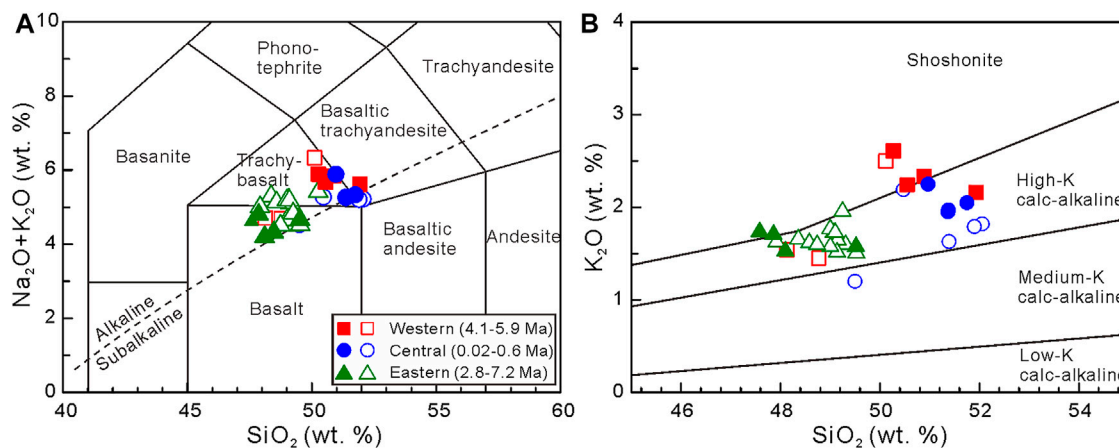 A
Na2O+K2O (wt. %)
10
8
6
4
2
0
40
45
50
55
60
SiO2 (wt. %)
Phono-
tephrite
Trachyandesite
Basaltic
trachyandesite
Basanite
Trachy-
basalt
Basaltic
andesite
Andesite
Basalt
Alkaline
Subalkaline
Western (4.1-5.9 Ma)
Central (0.02-0.6 Ma)
Eastern (2.8-7.2 Ma)
B
K2O (wt. %)
4
3
2
1
0
46
48
50
52
54
SiO2 (wt. %)
Shoshonite
High-K
calc-alkaline
Medium-K
calc-alkaline
Low-K
calc-alkaline